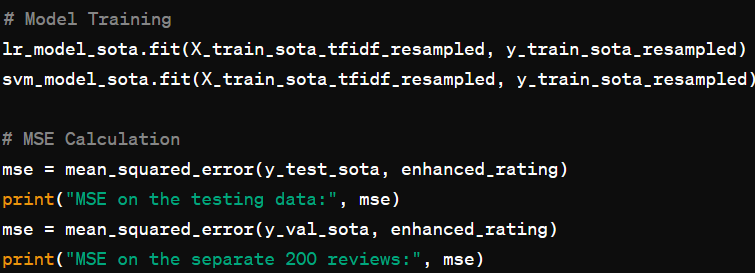 # Model Training
lr_model_sota.fit(X_train_sota_tfidf_resampled, y_train_sota_resampled)
svm_model_sota.fit(X_train_sota_tfidf_resampled, y_train_sota_resampled)
# MSE Calculation
mse = mean_squared_error(y_test_sota, enhanced_rating)
print("MSE on the testing data:", mse)
mse = mean_squared_error(y_val_sota, enhanced_rating)
print("MSE on the separate 200 reviews:", mse)